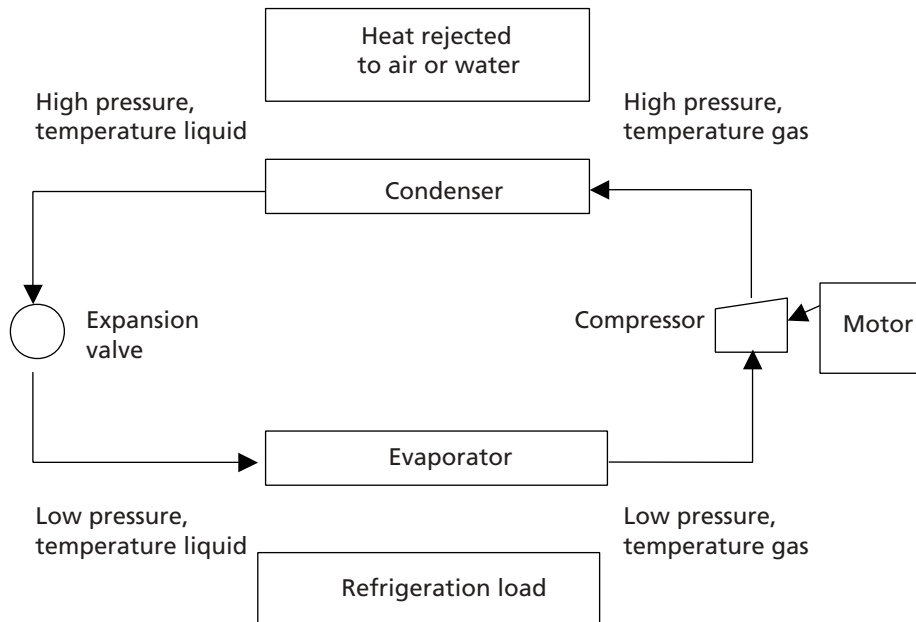 Heat rejected
to air or water
High pressure,
temperature liquid
High pressure,
temperature gas
Condenser
Expansion
valve
Compressor
Motor
Evaporator
Low pressure,
temperature liquid
Low pressure,
temperature gas
Refrigeration load